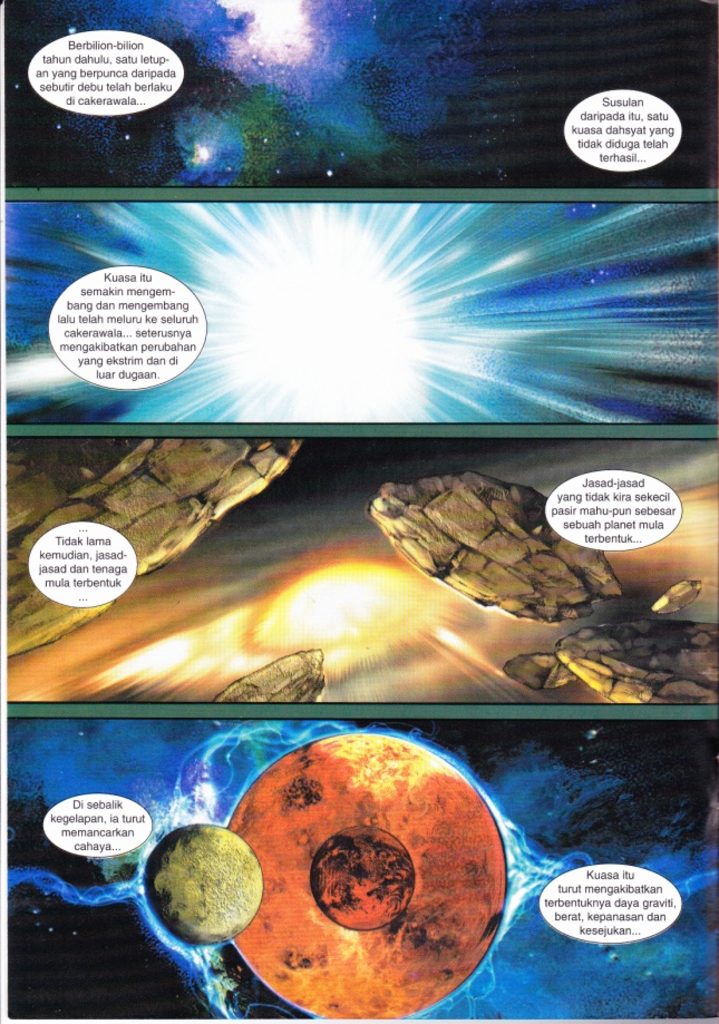 Berbilion-bilion
tahun dahulu, satu letup-
an yang berpunca daripada
sebutir debu telah berlaku
di cakerawala...
Susulan
daripada itu, satu
kuasa dahsyat yang
tidak diduga telah
terhasil...
Kuasa itu
semakin mengem-
bang dan mengembang
lalu telah meluru ke seluruh
cakerawala... seterusnya
mengakibatkan perubahan
yang ekstrim dan di
luar dugaan.
...
Tidak lama
kemudian, jasad-
jasad dan tenaga
mula terbentuk
...
Jasad-jasad
yang tidak kira sekecil
pasir mahu-pun sebesar
sebuah planet mula
terbentuk...
Di sebalik
kegelapan, ia turut
memancarkan
cahaya...
Kuasa itu
turut mengakibatkan
terbentuknya daya graviti,
berat, kepanasan dan
kesejukan...